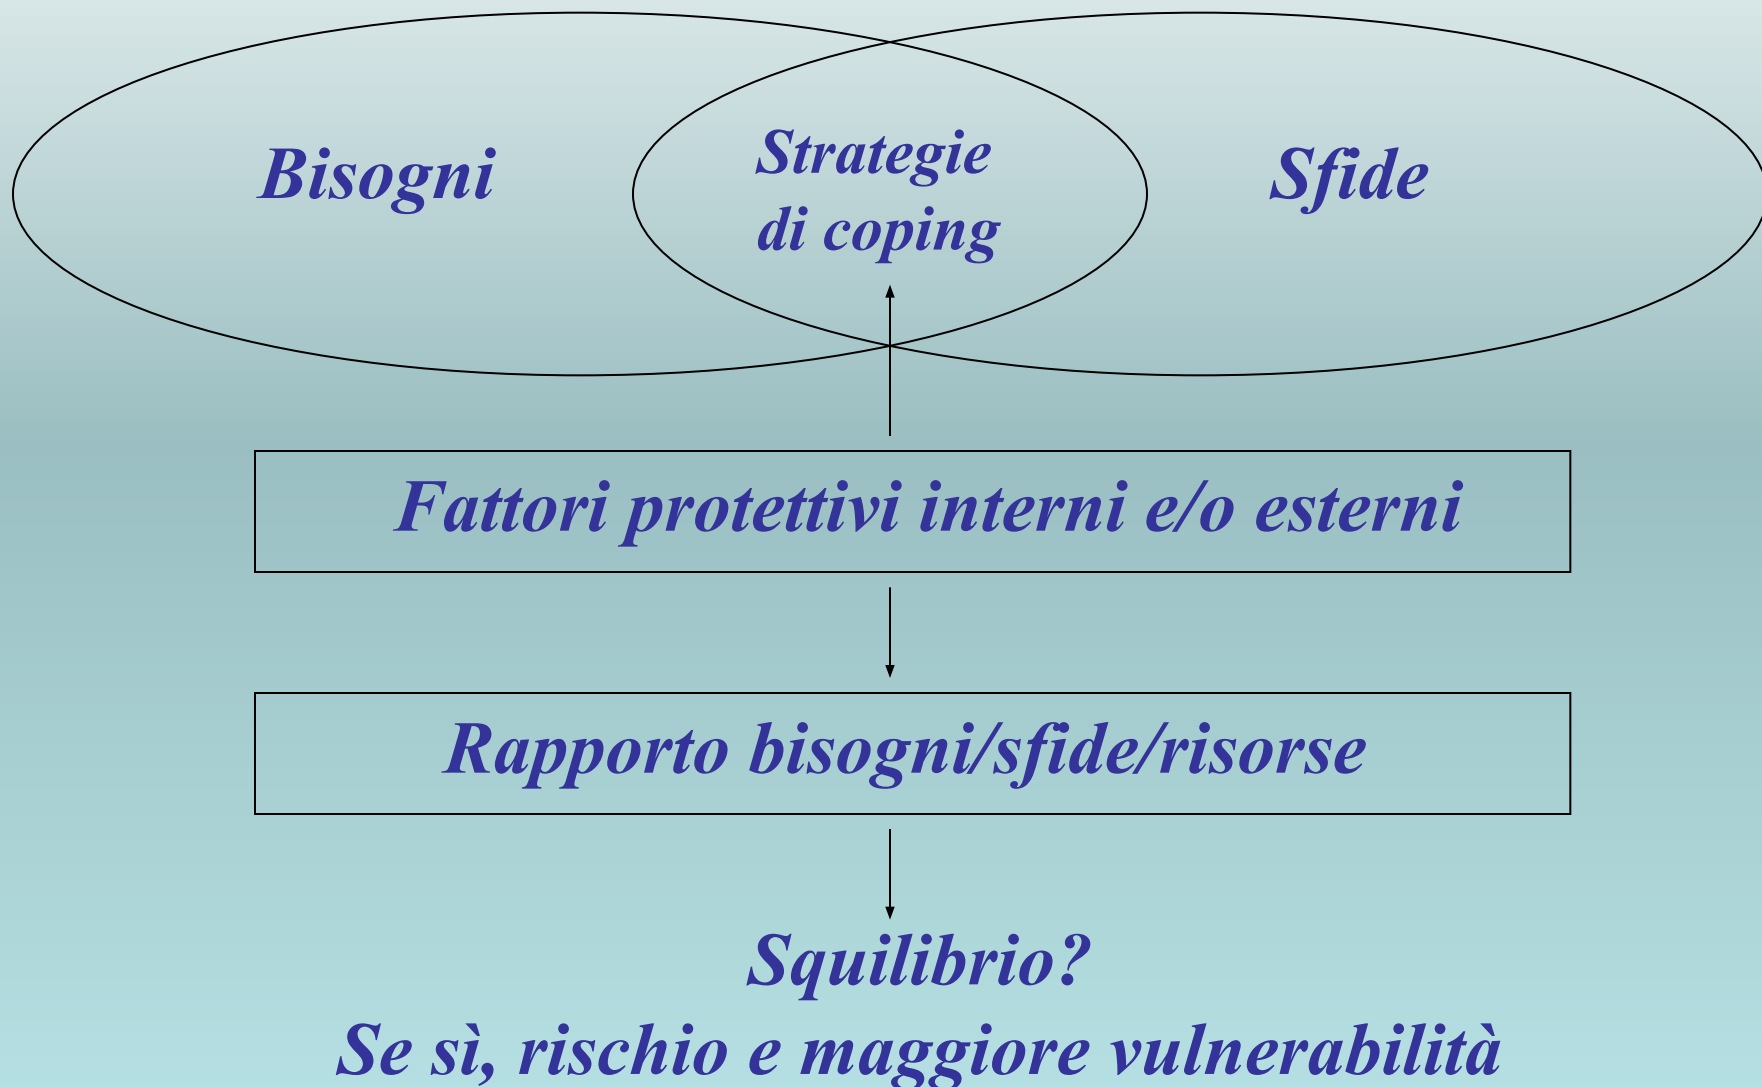 Bisogni
Strategie
di coping
Sfide
Fattori protettivi interni e/o esterni
Rapporto bisogni/sfide/risorse
Squilibrio?
Se sì, rischio e maggiore vulnerabilità